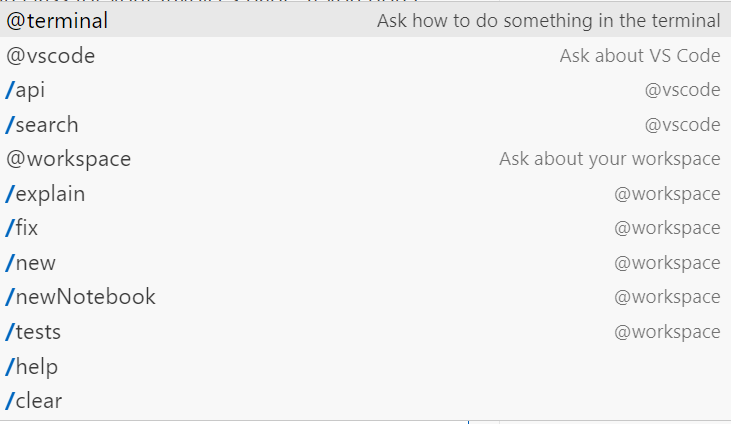 @terminal Ask how to do something in the terminal
@vscode Ask about VS Code
/api @vscode
/search @vscode
@workspace Ask about your workspace
/explain @workspace
/fix @workspace
/new @workspace
/newNotebook @workspace
/tests @workspace
/help
/clear